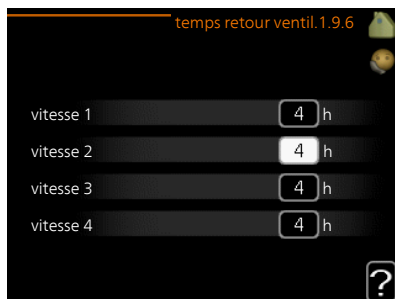 temps retour ventil.1.9.6
vitesse 1 4 h
vitesse 2 4 h
vitesse 3 4 h
vitesse 4 4 h
?